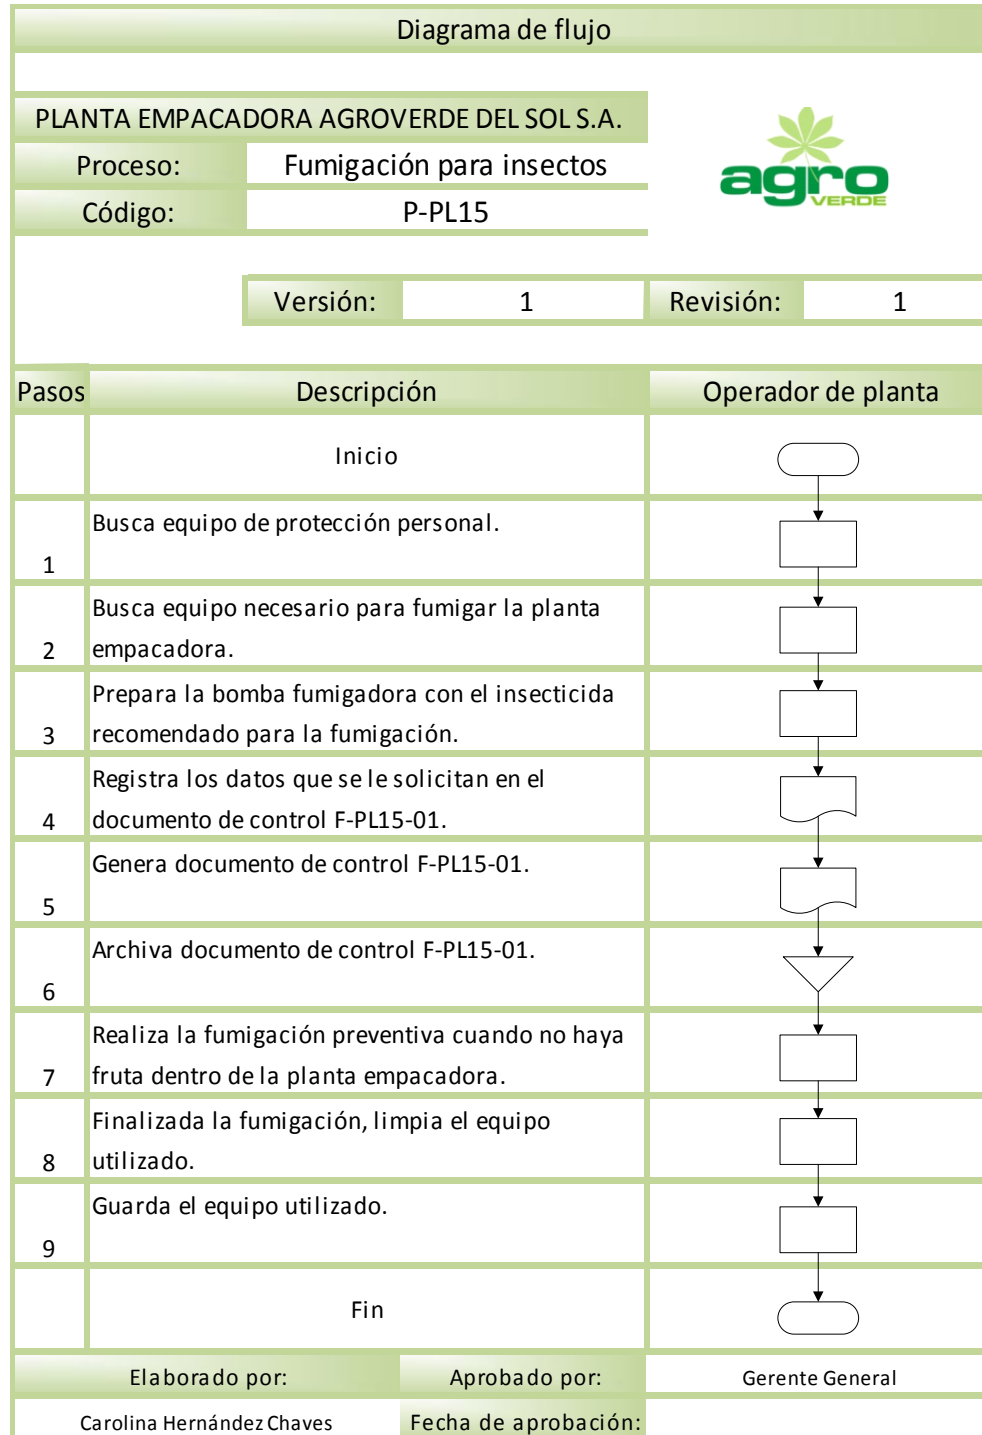 Diagrama de flujo
PLANTA EMPACADORA AGROVERDE DEL SOL S.A.
Proceso: Fumigación para insectos
Código: P-PL15
agro
VERDE
Versión: 1 Revisión: 1
Pasos Descripción Operador de planta
Inicio
Busca equipo de protección personal.
1
Busca equipo necesario para fumigar la planta
2 empacadora.
Prepara la bomba fumigadora con el insecticida
3 recomendado para la fumigación.
Registra los datos que se le solicitan en el
4 documento de control F-PL15-01.
Genera documento de control F-PL15-01.
5
Archiva documento de control F-PL15-01.
6
Realiza la fumigación preventiva cuando no haya
7 fruta dentro de la planta empacadora.
Finalizada la fumigación, limpia el equipo
8 utilizado.
Guarda el equipo utilizado.
9
Fin
Elaborado por: Aprobado por: Gerente General
Carolina Hernández Chaves Fecha de aprobación: